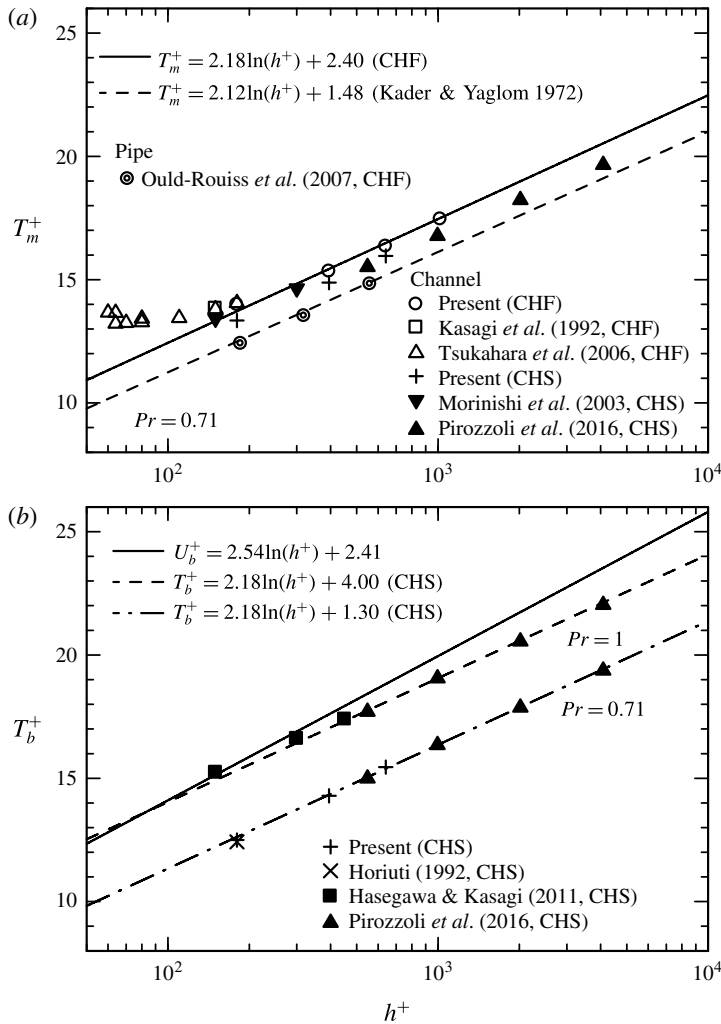 (a)
26
T_m^+ = 2.18ln(h^+) + 2.40 (CHF)
T_m^+ = 2.12ln(h^+) + 1.48 (Kader & Yaglom 1972)
Pipe
Ould-Rouiss et al. (2007, CHF)
20
T_m^+
15
Channel
Present (CHF)
Kasagi et al. (1992, CHF)
Tsukahara et al. (2006, CHF)
Present (CHS)
Morinishi et al. (2003, CHS)
Pirozzoli et al. (2016, CHS)
10
Pr = 0.71
10^2
10^3
10^4
(b)
26
U_b^+ = 2.54ln(h^+) + 2.41
T_b^+ = 2.18ln(h^+) + 4.00 (CHS)
T_b^+ = 2.18ln(h^+) + 1.30 (CHS)
20
Pr = 1
T_b^+
Pr = 0.71
15
Present (CHS)
Horiuti (1992, CHS)
Hasegawa & Kasagi (2011, CHS)
Pirozzoli et al. (2016, CHS)
10
10^2
10^3
10^4
h^+